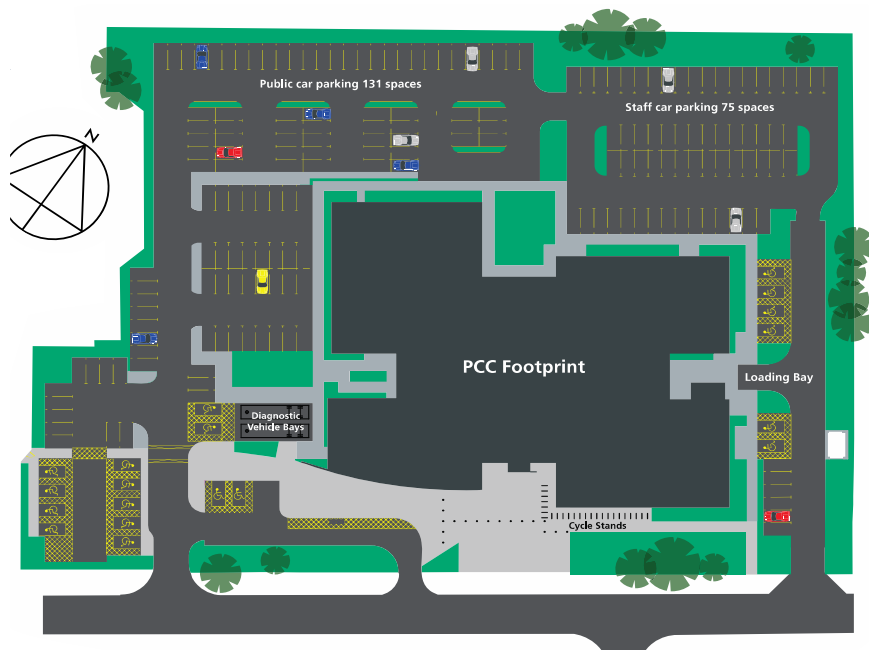 N
Public car parking 131 spaces
Staff car parking 75 spaces
PCC Footprint
Loading Bay
Diagnostic
Vehicle Bays
Cycle Stands